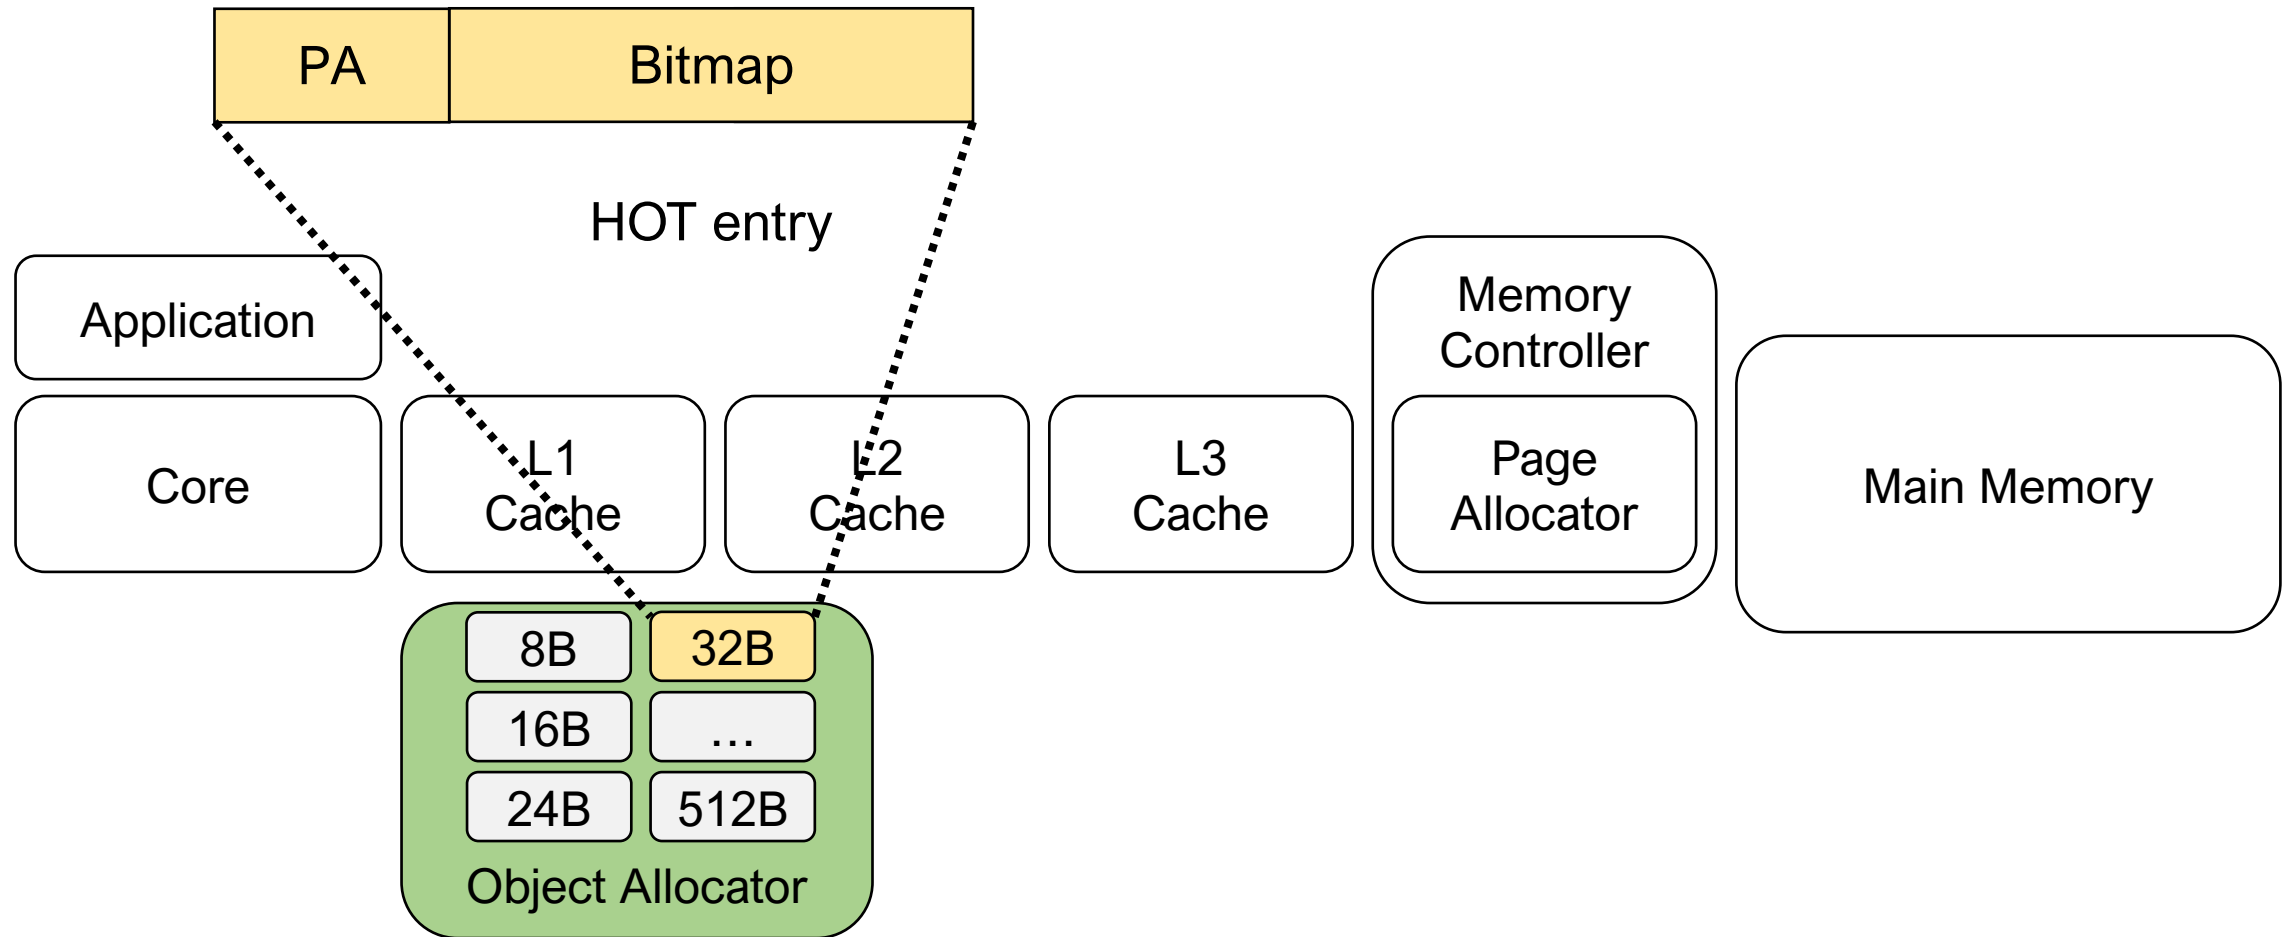 PA
Bitmap
HOT entry
Application
Core
L1
Cache
L2
Cache
L3
Cache
Memory
Controller
Page
Allocator
Main Memory
8B
32B
16B
...
24B
512B
Object Allocator